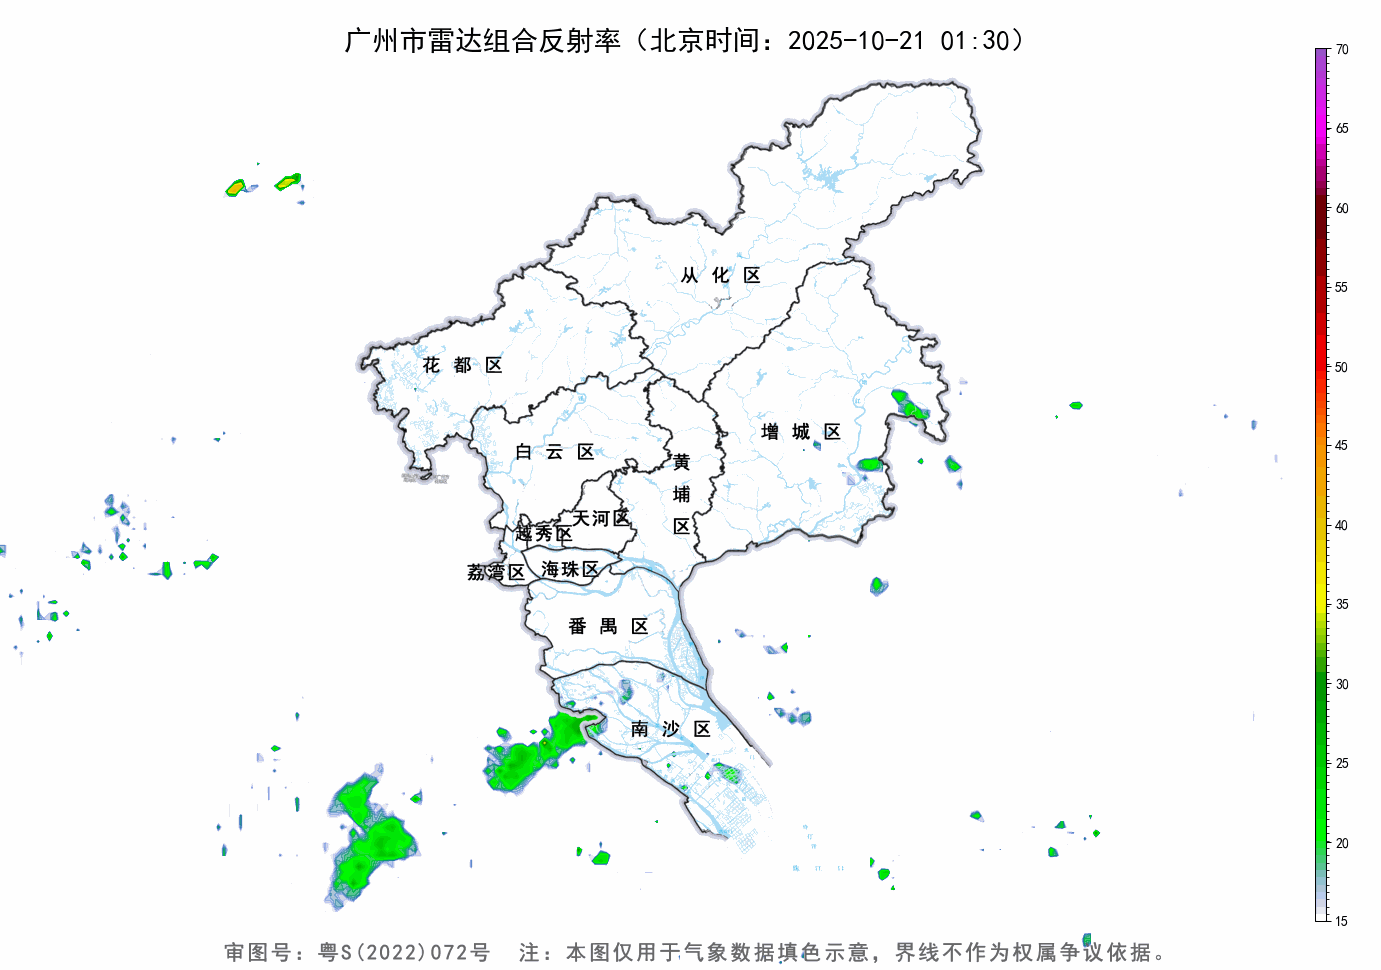 广州市雷达组合反射率（北京时间：2025-10-21 01:30）
70
65
60
55
50
45
40
35
30
25
20
15
从化区
花都区
增城区
白云区
黄埔区
天河区
越秀区
荔湾区
海珠区
番禺区
南沙区
审图号：粤S(2022)072号 注：本图仅用于气象数据填色示意，界线不作为权属争议依据。